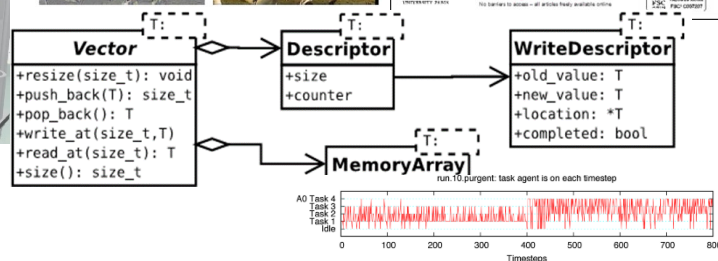 No barriers to access – all articles freely available online
T:
T:
T:
Vector
Descriptor
WriteDescriptor
+resize(size_t): void
+push_back(T): size_t
+pop_back(): T
+write_at(size_t,T)
+read_at(size_t): T
+size(): size_t
+size
+counter
+old_value: T
+new_value: T
+location: *T
+completed: bool
T:
MemoryArray
run.10.purgent: task agent is on each timestep
A0 Task 4
Task 3
Task 2
Task 1
Idle
0 100 200 300 400 500 600 700 800
Timesteps